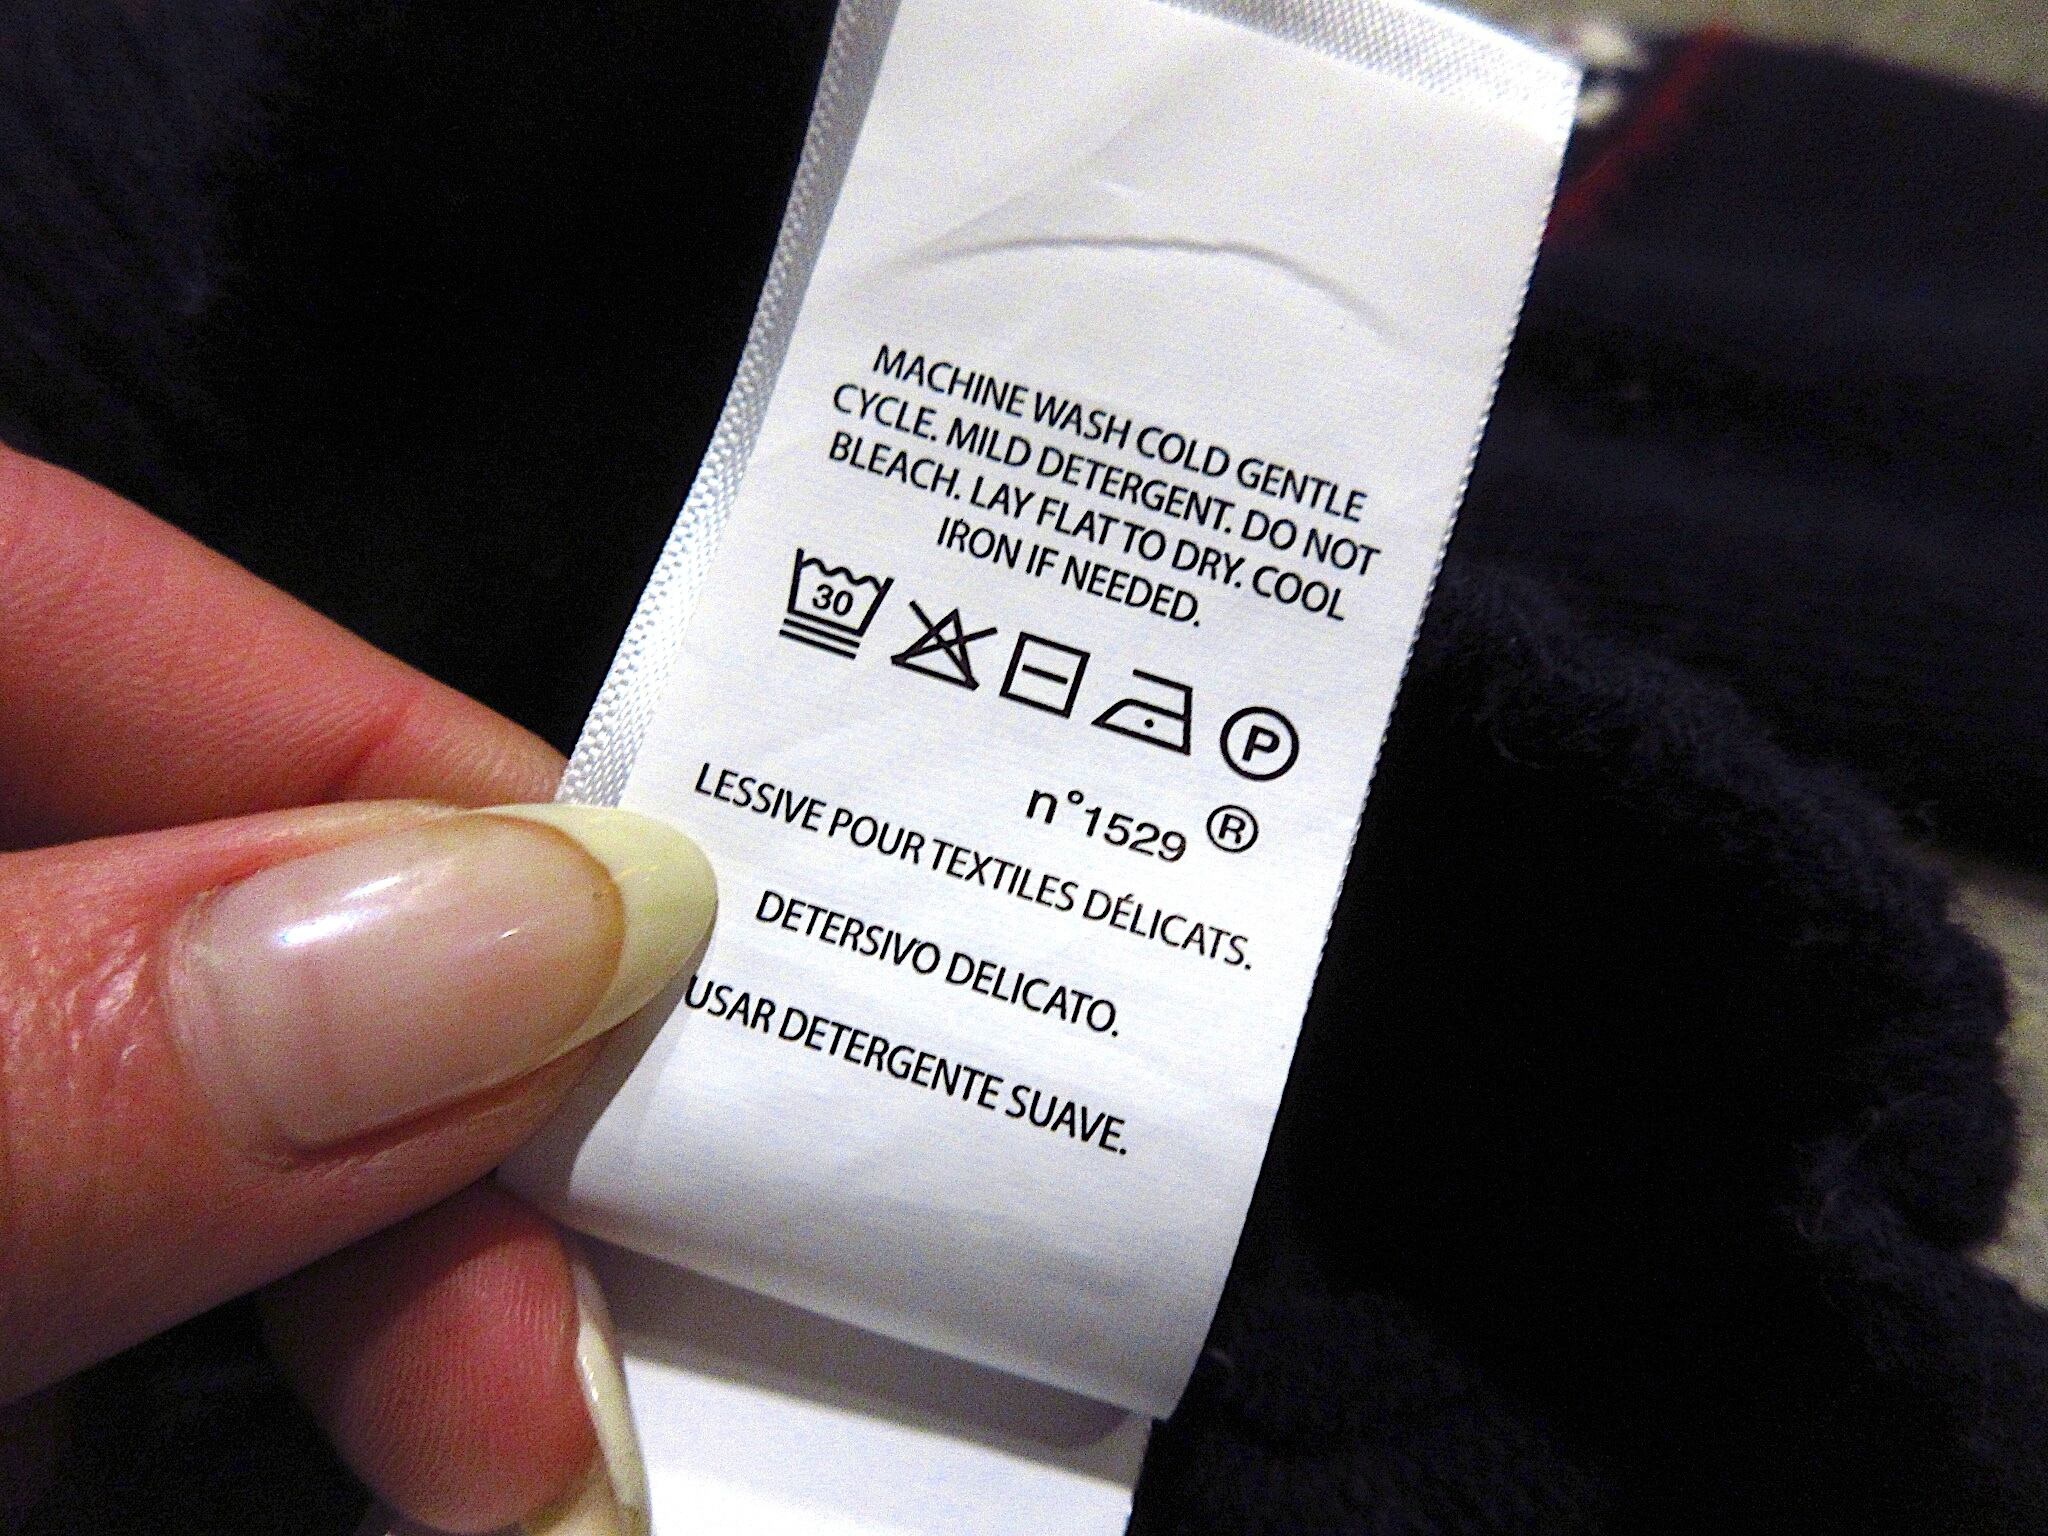 MACHINE WASH COLD GENTLE
CYCLE. MILD DETERGENT. DO NOT
BLEACH. LAY FLAT TO DRY. COOL
IRON IF NEEDED.
30 P
n°1529 ®
LESSIVE POUR TEXTILES DÉLICATS.
DETERSIVO DELICATO.
USAR DETERGENTE SUAVE.